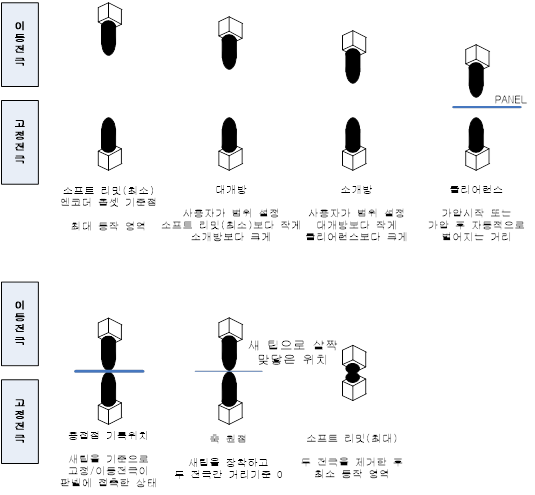 이동전극
고정전극
PANEL
소프트 리밋(최소)
엔코더 옵셋 기준점
최대 동작 영역
대개방
사용자가 범위 설정
소프트 리밋(최소)보다 작게
소개방보다 크게
소개방
사용자가 범위 설정
대개방보다 작게
클리어런스보다 크게
클리어런스
가압시작 또는
가압 후 자동적으로
벌어지는 거리
이동전극
고정전극
새 팁으로 살짝
맞닿은 위치
용접점 기록위치
새팁을 기준으로
고정/이동전극이
판넬에 접촉한 상태
축 원점
새팁을 장착하고
두 전극간 거리기준 0
소프트 리밋(최대)
두 전극을 제거한 후
최소 동작 영역